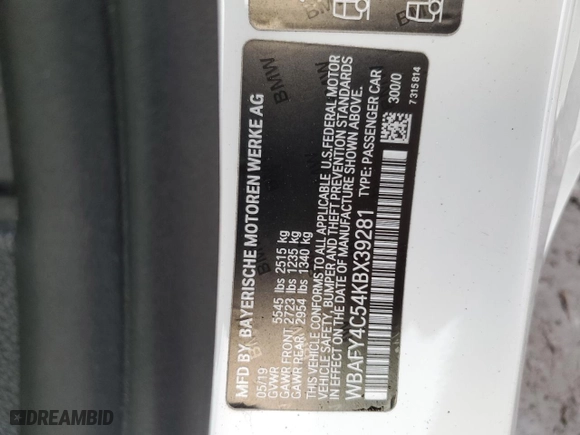 MFD BY. BAYERISCHE MOTOREN WERKE AG
05/19
GVWR 5545 lbs 2515 kg
GAWR FRONT 2723 lbs 1235 kg
GAWR REAR 2954 lbs 1340 kg
THIS VEHICLE CONFORMS TO ALL APPLICABLE U.S.FEDERAL MOTOR
VEHICLE SAFETY, BUMPER AND THEFT PREVENTION STANDARDS
IN EFFECT ON THE DATE OF MANUFACTURE SHOWN ABOVE.
WBAFY4C54KBX39281 TYPE: PASSENGER CAR
300/0
7 315 814
BMW
BMW
BMW
DREAMBID